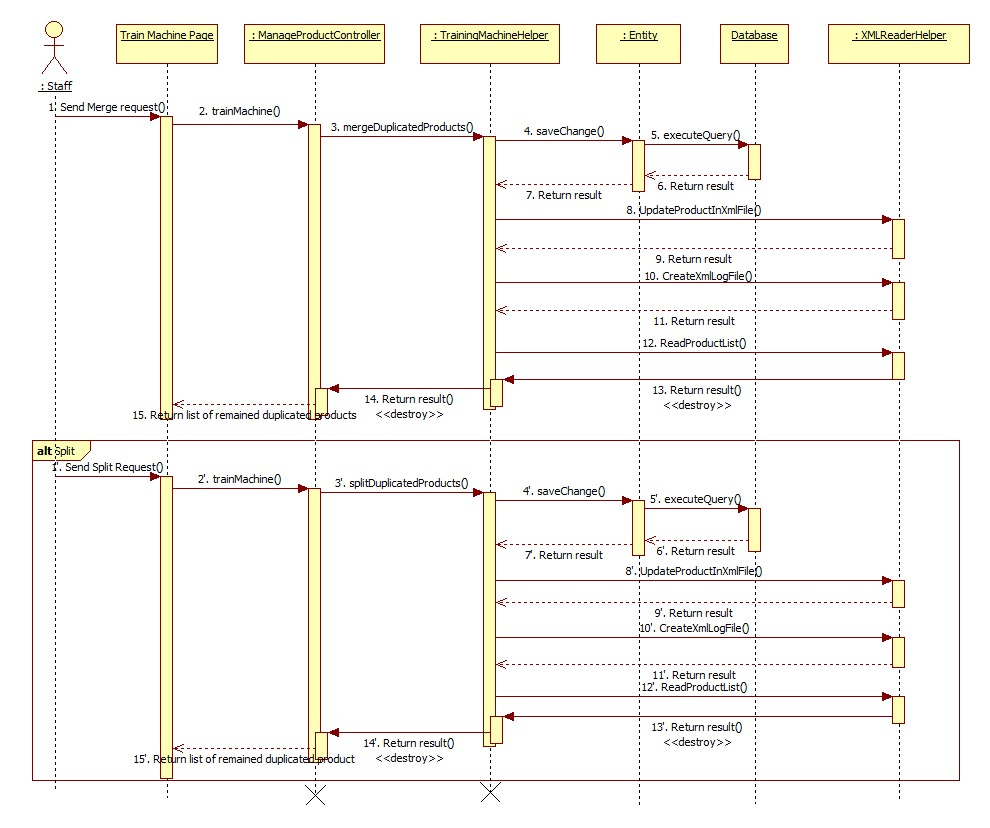 Train Machine Page
: ManageProductController
: TrainingMachineHelper
: Entity
Database
: XMLReaderHelper
: Staff
1. Send Merge request()
2. trainMachine()
3. mergeDuplicatedProducts()
4. saveChange()
5. executeQuery()
6. Return result
7. Return result
8. UpdateProductInXmlFile()
9. Return result
10. CreateXmlLogFile()
11. Return result
12. ReadProductList()
13. Return result()
<<destroy>>
14. Return result()
<<destroy>>
15. Return list of remained duplicated products
alt Split
1'. Send Split Request()
2'. trainMachine()
3'. splitDuplicatedProducts()
4'. saveChange()
5'. executeQuery()
6'. Return result
7'. Return result
8'. UpdateProductInXmlFile()
9'. Return result
10'. CreateXmlLogFile()
11'. Return result
12'. ReadProductList()
13'. Return result()
<<destroy>>
14'. Return result()
<<destroy>>
15'. Return list of remained duplicated product